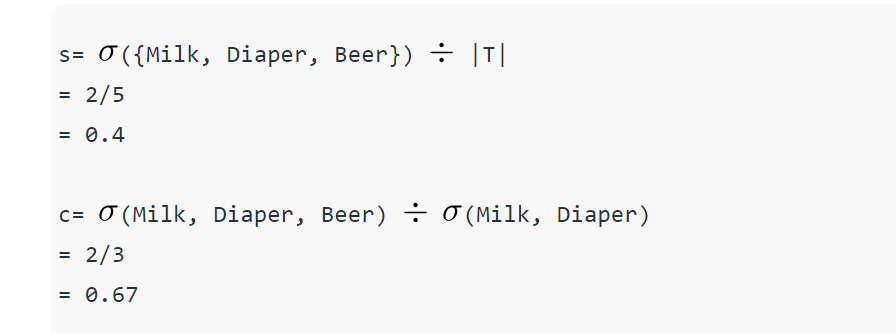 s= σ({Milk, Diaper, Beer}) ÷ |T|
= 2/5
= 0.4
c= σ(Milk, Diaper, Beer) ÷ σ(Milk, Diaper)
= 2/3
= 0.67